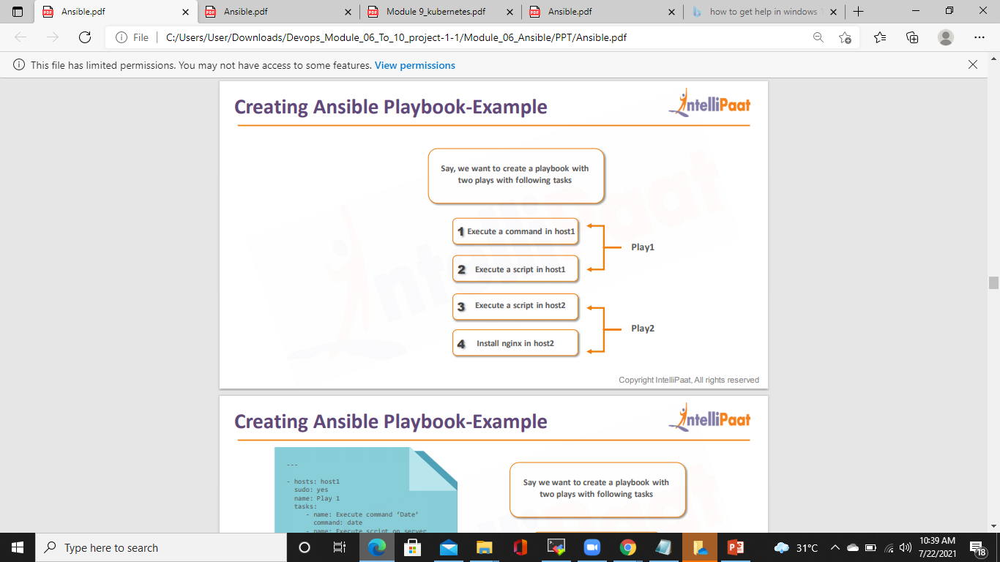 Ansible.pdf
Ansible.pdf
Module 9_kubernetes.pdf
Ansible.pdf
how to get help in windows
File
C:/Users/User/Downloads/Devops_Module_06_To_10_project-1-1/Module_06_Ansible/PPT/Ansible.pdf
This file has limited permissions. You may not have access to some features. View permissions
Creating Ansible Playbook-Example
IntelliPaat
Say, we want to create a playbook with
two plays with following tasks
1 Execute a command in host1
2 Execute a script in host1
Play1
3 Execute a script in host2
4 Install nginx in host2
Play2
Copyright IntelliPaat, All rights reserved
Creating Ansible Playbook-Example
IntelliPaat
---
- hosts: host1
sudo: yes
name: Play 1
tasks:
- name: Execute command ‘Date’
command: date
- name: Execute script on server
Say we want to create a playbook with
two plays with following tasks
Type here to search
31°C
10:39 AM
7/22/2021
18